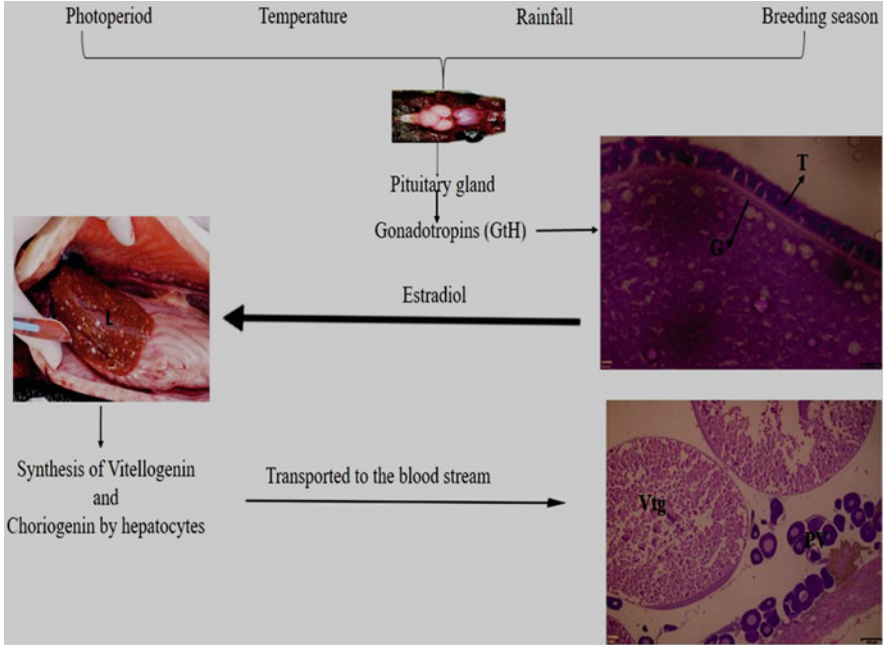 Photoperiod Temperature Rainfall Breeding season
Pituitary gland
Gonadotropins (GtH)
T
G
Estradiol
L
Synthesis of Vitellogenin
and
Choriogenin by hepatocytes
Transported to the blood stream
Vtg
PV